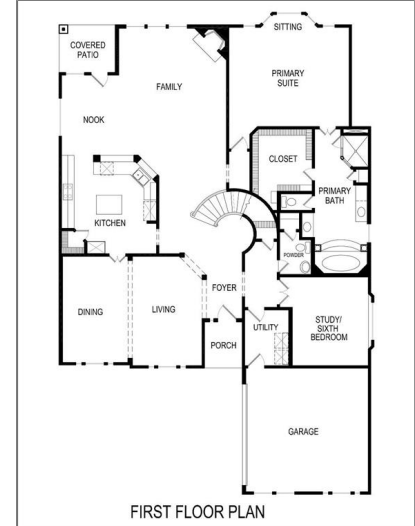 SITTING
COVERED
PATIO
FAMILY
PRIMARY
SUITE
NOOK
CLOSET
PRIMARY
BATH
KITCHEN
POWDER
FOYER
DINING
LIVING
UTILITY
STUDY/
SIXTH
BEDROOM
PORCH
GARAGE
FIRST FLOOR PLAN